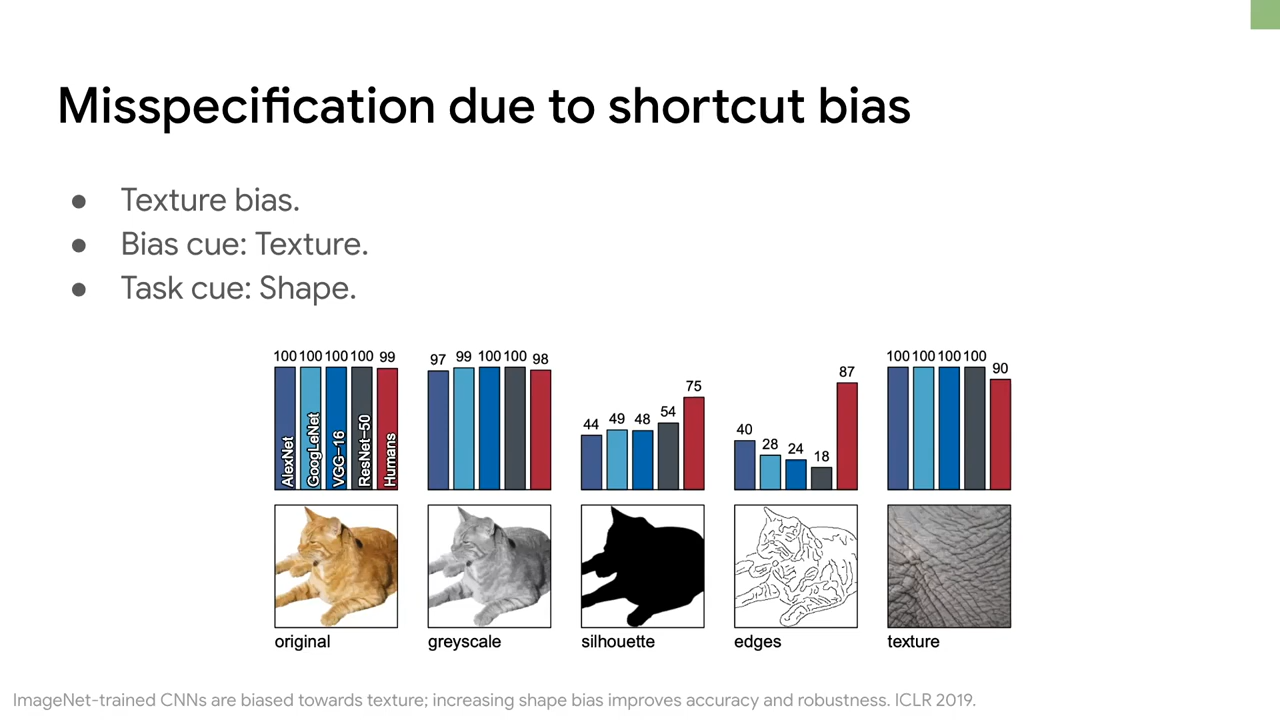 Misspecification due to shortcut bias
● Texture bias.
● Bias cue: Texture.
● Task cue: Shape.
100 100 100 100 99
97 99 100 100 98
44 49 48 54 75
40 28 24 18 87
100 100 100 100 90
AlexNet
GoogLeNet
VGG-16
ResNet-50
Humans
original
greyscale
silhouette
edges
texture
ImageNet-trained CNNs are biased towards texture; increasing shape bias improves accuracy and robustness. ICLR 2019.